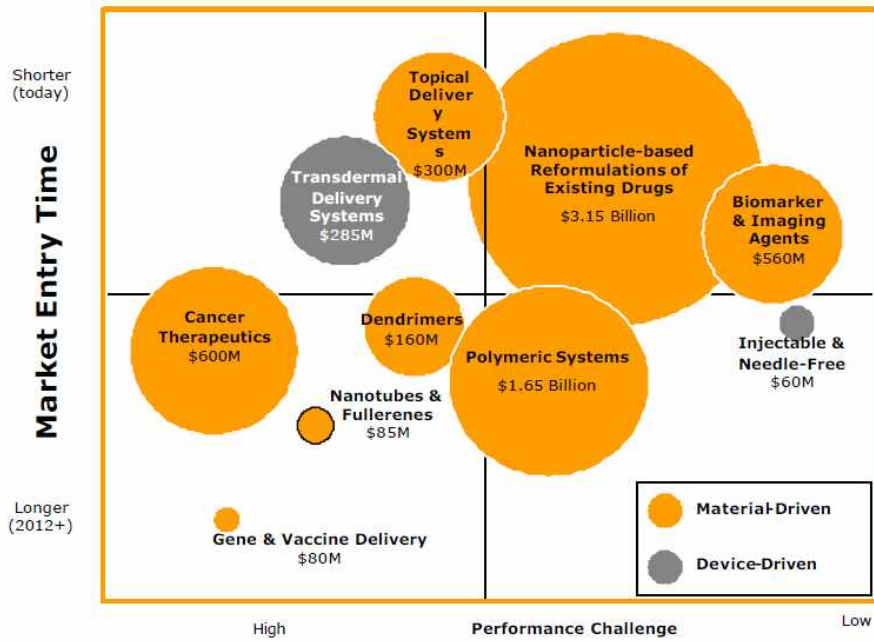 Shorter
(today)
Market Entry Time
Longer
(2012+)
Topical
Deliver
y
System
s
$300M
Transdermal
Delivery
Systems
$285M
Nanoparticle-based
Reformulations of
Existing Drugs
$3.15 Billion
Biomarker
& Imaging
Agents
$560M
Cancer
Therapeutics
$600M
Dendrimers
$160M
Polymeric Systems
$1.65 Billion
Injectable &
Needle-Free
$60M
Nanotubes &
Fullerenes
$85M
Gene & Vaccine Delivery
$80M
Material-Driven
Device-Driven
High
Performance Challenge
Low